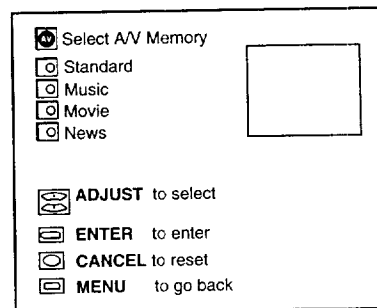 AV Select A/V Memory
Standard
Music
Movie
News
ADJUST to select
ENTER to enter
CANCEL to reset
MENU to go back